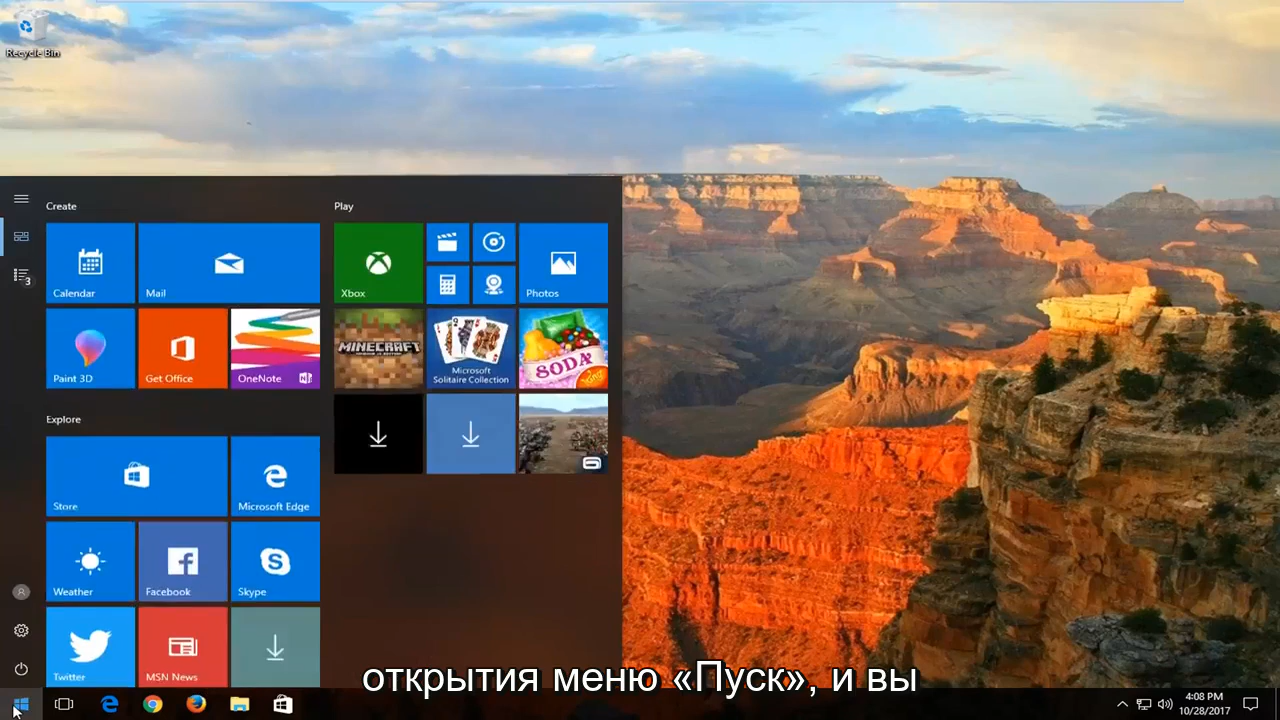 Recycle Bin
Create
Play
Calendar
Mail
Xbox
Photos
Paint 3D
Get Office
OneNote
MINECRAFT
Microsoft
Solitaire Collection
SODA
King
Explore
Store
Microsoft Edge
Weather
Facebook
Skype
Twitter
MSN News
3
открытия меню «Пуск», и вы
4:08 PM
10/28/2017